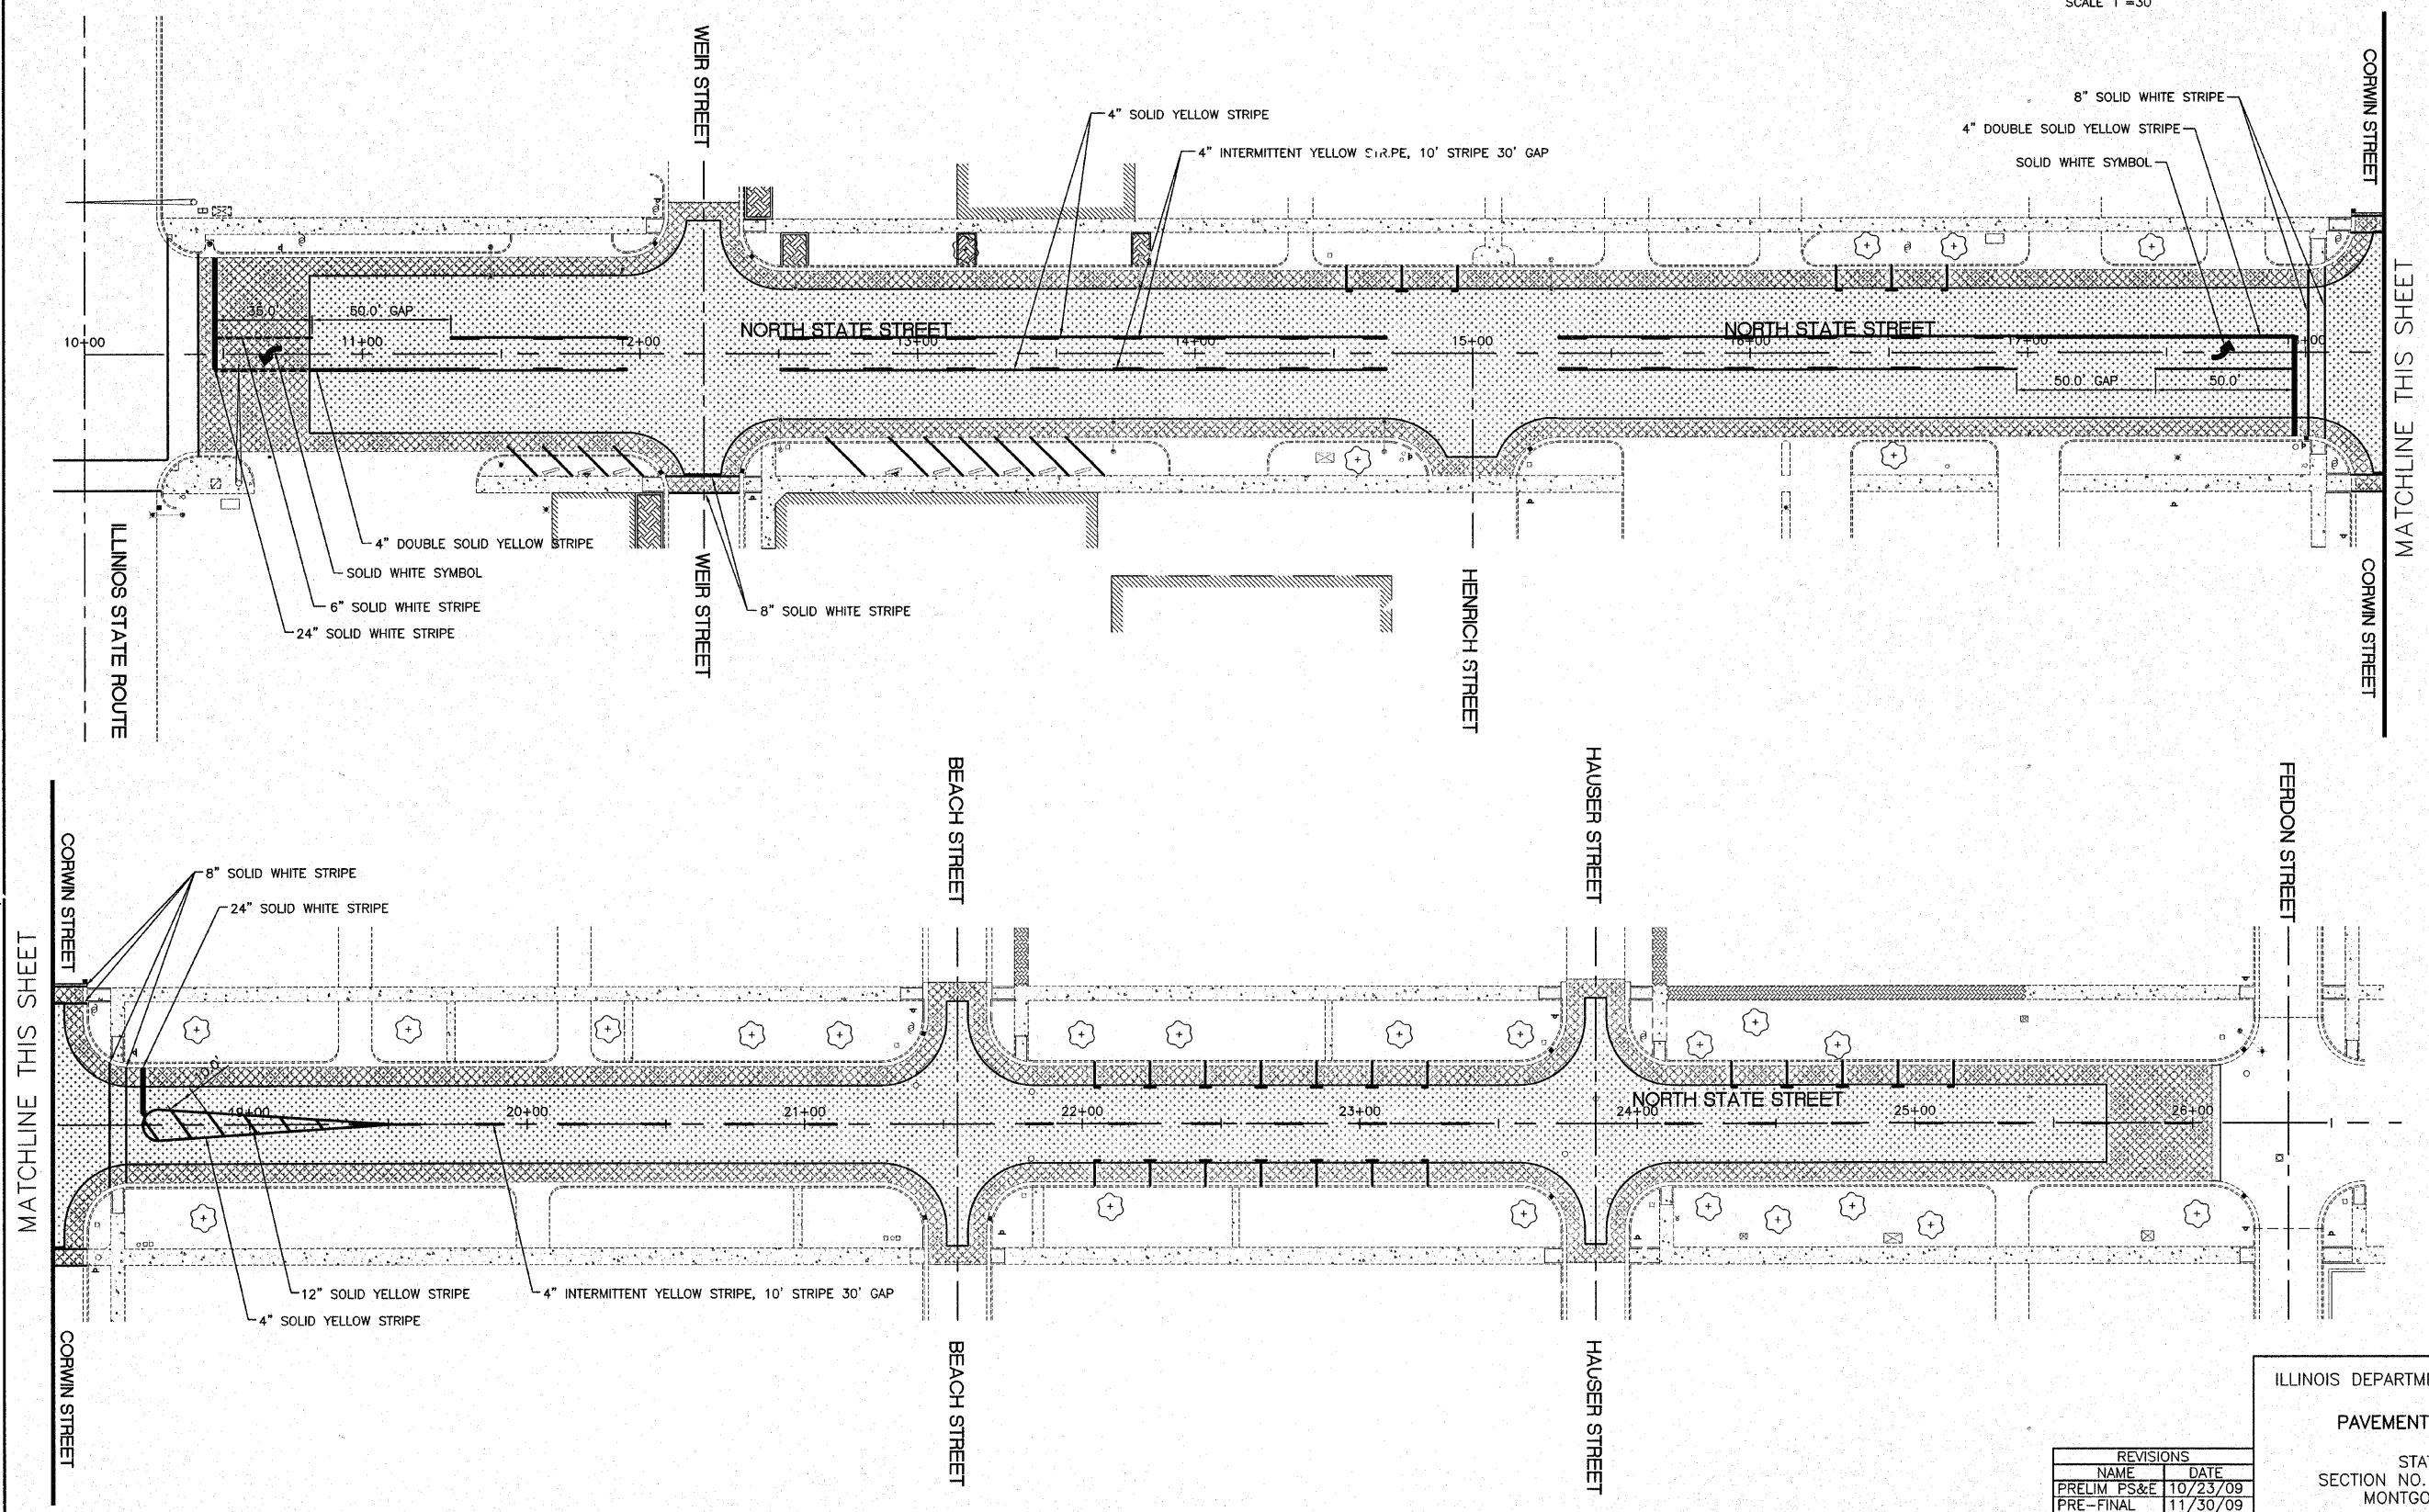 SCALE 1"=30'
WEIR STREET
CORWIN STREET
4" SOLID YELLOW STRIPE
8" SOLID WHITE STRIPE
4" INTERMITTENT YELLOW STRIPE, 10' STRIPE 30' GAP
4" DOUBLE SOLID YELLOW STRIPE
SOLID WHITE SYMBOL
MATCHLINE THIS SHEET
50.0' GAP
NORTH STATE STREET
NORTH STATE STREET
10+00
11+00
12+00
13+00
14+00
15+00
16+00
17+00
50.0' GAP
50.0'
ILLINIOS STATE ROUTE
4" DOUBLE SOLID YELLOW STRIPE
SOLID WHITE SYMBOL
6" SOLID WHITE STRIPE
24" SOLID WHITE STRIPE
WEIR STREET
8" SOLID WHITE STRIPE
HENRICH STREET
CORWIN STREET
BEACH STREET
HAUSER STREET
FERDON STREET
CORWIN STREET
8" SOLID WHITE STRIPE
24" SOLID WHITE STRIPE
MATCHLINE THIS SHEET
10.0'
19+00
20+00
21+00
22+00
23+00
24+00
NORTH STATE STREET
25+00
26+00
12" SOLID YELLOW STRIPE
4" INTERMITTENT YELLOW STRIPE, 10' STRIPE 30' GAP
4" SOLID YELLOW STRIPE
CORWIN STREET
BEACH STREET
HAUSER STREET
ILLINOIS DEPARTME
PAVEMENT
STA
SECTION NO.
MONTGO
REVISIONS
NAME DATE
PRELIM PS&E 10/23/09
PRE-FINAL 11/30/09